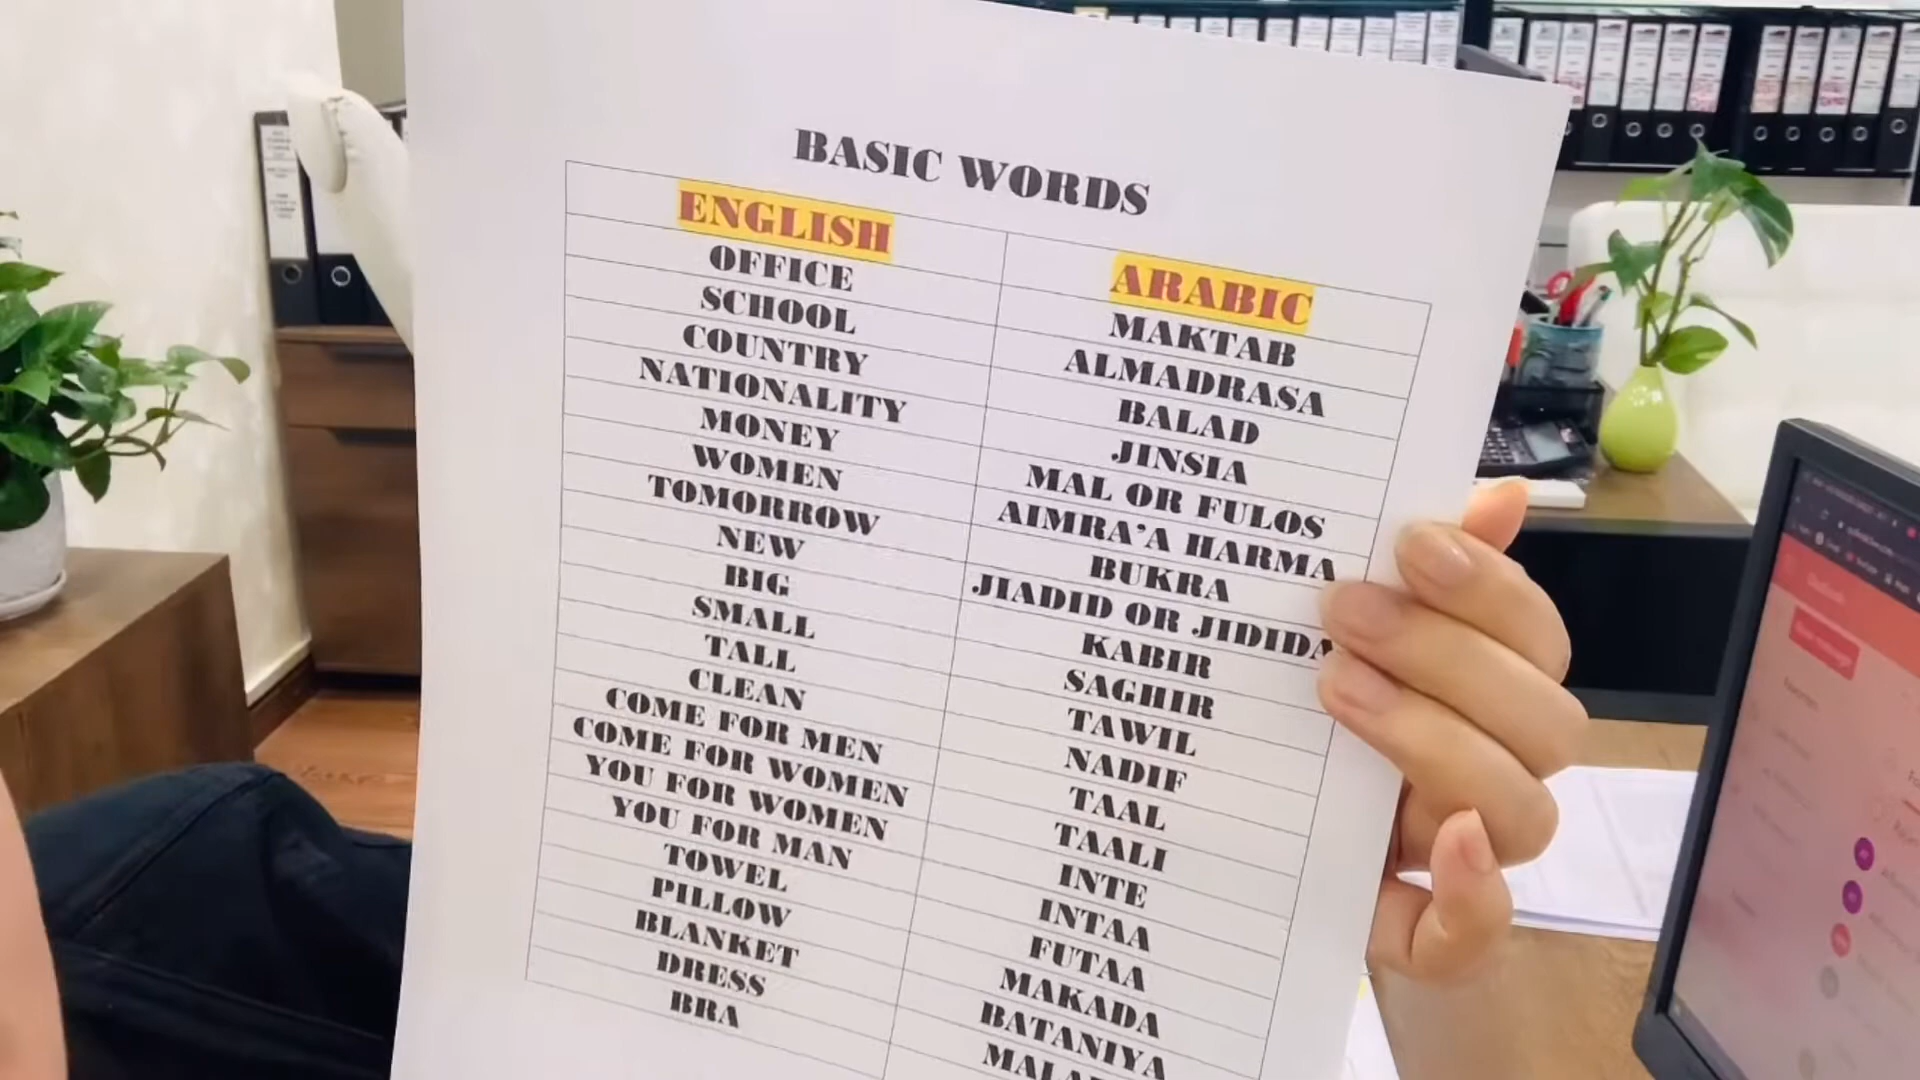 BASIC WORDS
ENGLISH ARABIC
OFFICE MAKTAB
SCHOOL ALMADRASA
COUNTRY BALAD
NATIONALITY JINSIA
MONEY MAL OR FULOS
WOMEN AIMRA'A HARMA
TOMORROW BUKRA
NEW JIADID OR JIDIDA
BIG KABIR
SMALL SAGHIR
TALL TAWIL
CLEAN NADIF
COME FOR MEN TAAL
COME FOR WOMEN TAALI
YOU FOR WOMEN INTE
YOU FOR MAN INTAA
TOWEL FUTAA
PILLOW MAKADA
BLANKET BATANIYA
DRESS
BRA